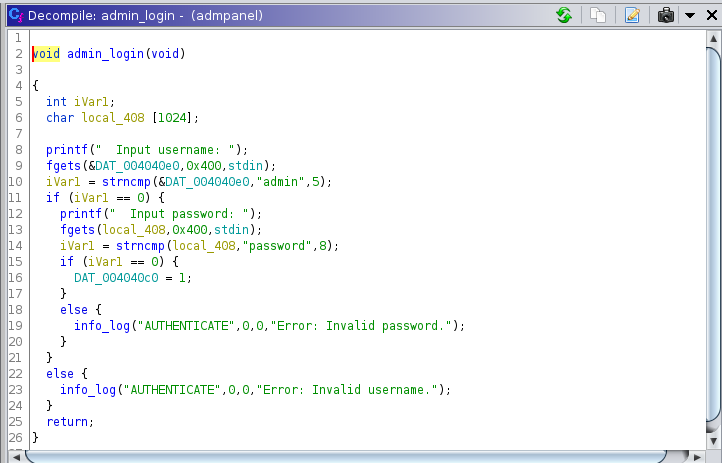 Decompile: admin_login - (admpanel)
1
2 void admin_login(void)
3
4 {
5 int iVar1;
6 char local_408 [1024];
7
8 printf("  Input username: ");
9 fgets(&DAT_004040e0,0x400,stdin);
10 iVar1 = strncmp(&DAT_004040e0,"admin",5);
11 if (iVar1 == 0) {
12 printf("  Input password: ");
13 fgets(local_408,0x400,stdin);
14 iVar1 = strncmp(local_408,"password",8);
15 if (iVar1 == 0) {
16 DAT_004040c0 = 1;
17 }
18 else {
19 info_log("AUTHENTICATE",0,0,"Error: Invalid password.");
20 }
21 }
22 else {
23 info_log("AUTHENTICATE",0,0,"Error: Invalid username.");
24 }
25 return;
26 }